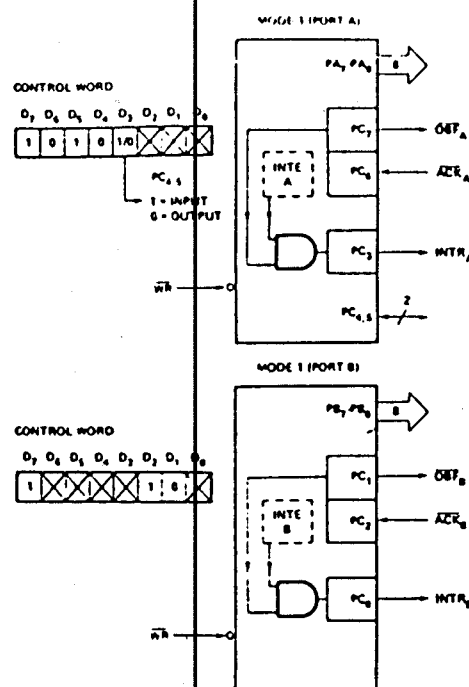 MODE 1 (PORT A)
PA7-PA0 8
CONTROL WORD
D7 D6 D5 D4 D3 D2 D1 D0
1 0 1 0 1/0
PC7 OBFA
INTE A
PC6 ACKA
PC4,5
1 = INPUT
0 = OUTPUT
PC3 INTRA
WR
PC4,5 2
MODE 1 (PORT B)
PB7-PB0 8
CONTROL WORD
D7 D6 D5 D4 D3 D2 D1 D0
1 1 0
PC1 OBFB
INTE B
PC2 ACKB
PC0 INTRB
WR